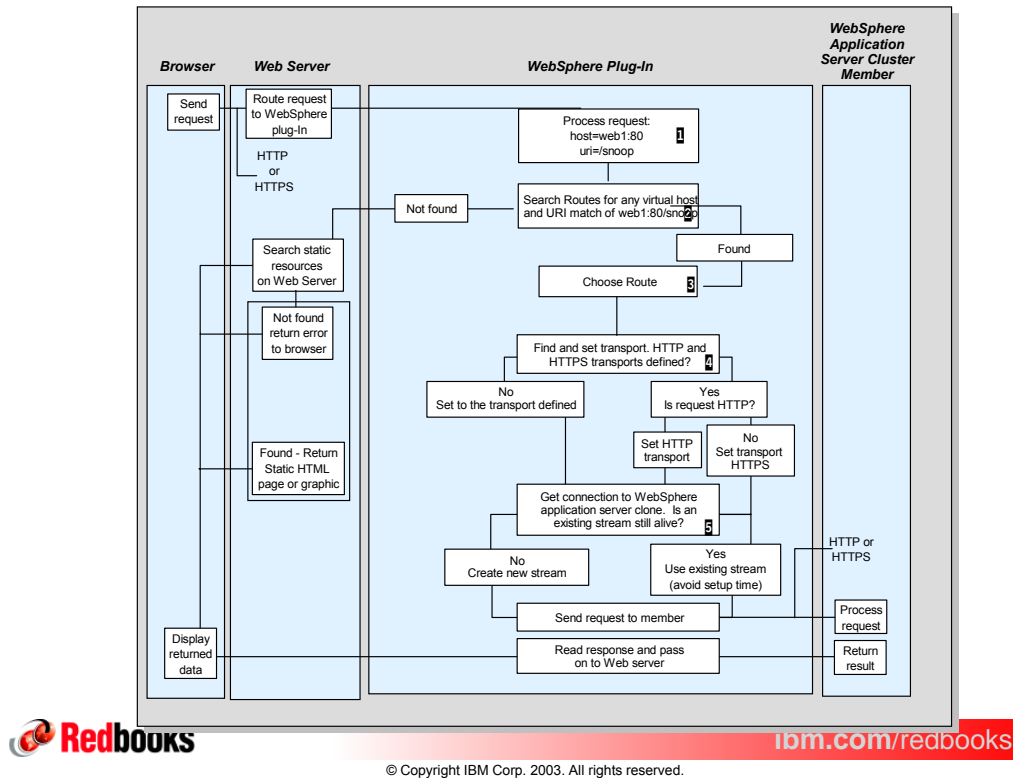 WebSphere
Application
Server Cluster
Member
Browser
Web Server
WebSphere Plug-In
Send
request
Route request
to WebSphere
plug-In
HTTP
or
HTTPS
Process request:
host=web1:80
uri=/snoop
1
Search Routes for any virtual host
and URI match of web1:80/snoop
2
Not found
Found
Search static
resources
on Web Server
Choose Route
3
Not found
return error
to browser
Find and set transport. HTTP and
HTTPS transports defined?
4
No
Set to the transport defined
Yes
Is request HTTP?
Set HTTP
transport
No
Set transport
HTTPS
Found - Return
Static HTML
page or graphic
Get connection to WebSphere
application server clone. Is an
existing stream still alive?
5
No
Create new stream
Yes
Use existing stream
(avoid setup time)
HTTP or
HTTPS
Send request to member
Process
request
Display
returned
data
Read response and pass
on to Web server
Return
result
Redbooks
ibm.com/redbooks
© Copyright IBM Corp. 2003. All rights reserved.